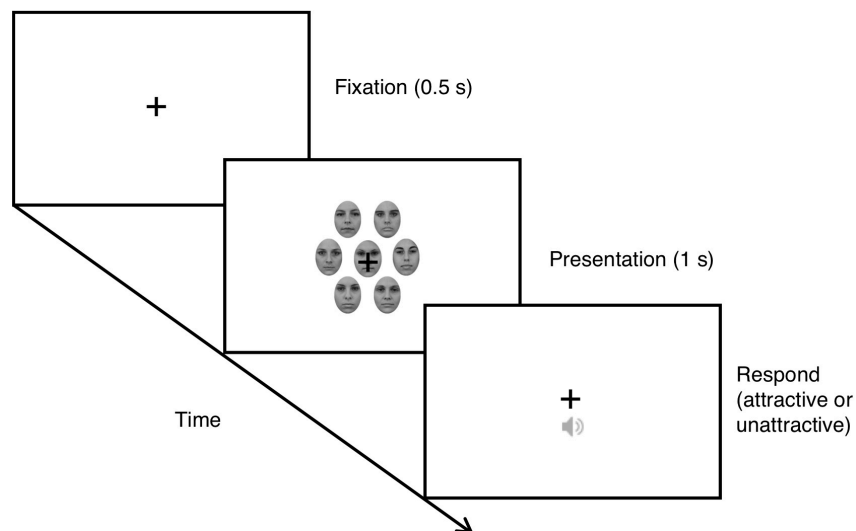 Fixation (0.5 s)
Presentation (1 s)
Respond
(attractive or
unattractive)
Time